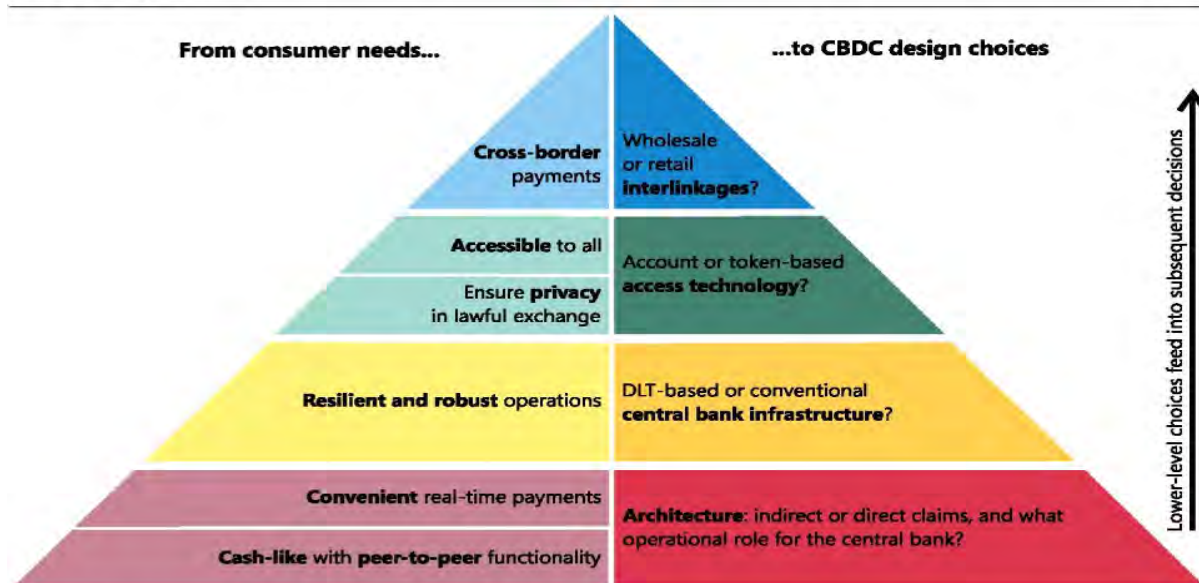 From consumer needs...
...to CBDC design choices
Cross-border
payments
Wholesale
or retail
interlinkages?
Accessible to all
Ensure privacy
in lawful exchange
Account or token-based
access technology?
Resilient and robust operations
DLT-based or conventional
central bank infrastructure?
Convenient real-time payments
Cash-like with peer-to-peer functionality
Architecture: indirect or direct claims, and what
operational role for the central bank?
Lower-level choices feed into subsequent decisions